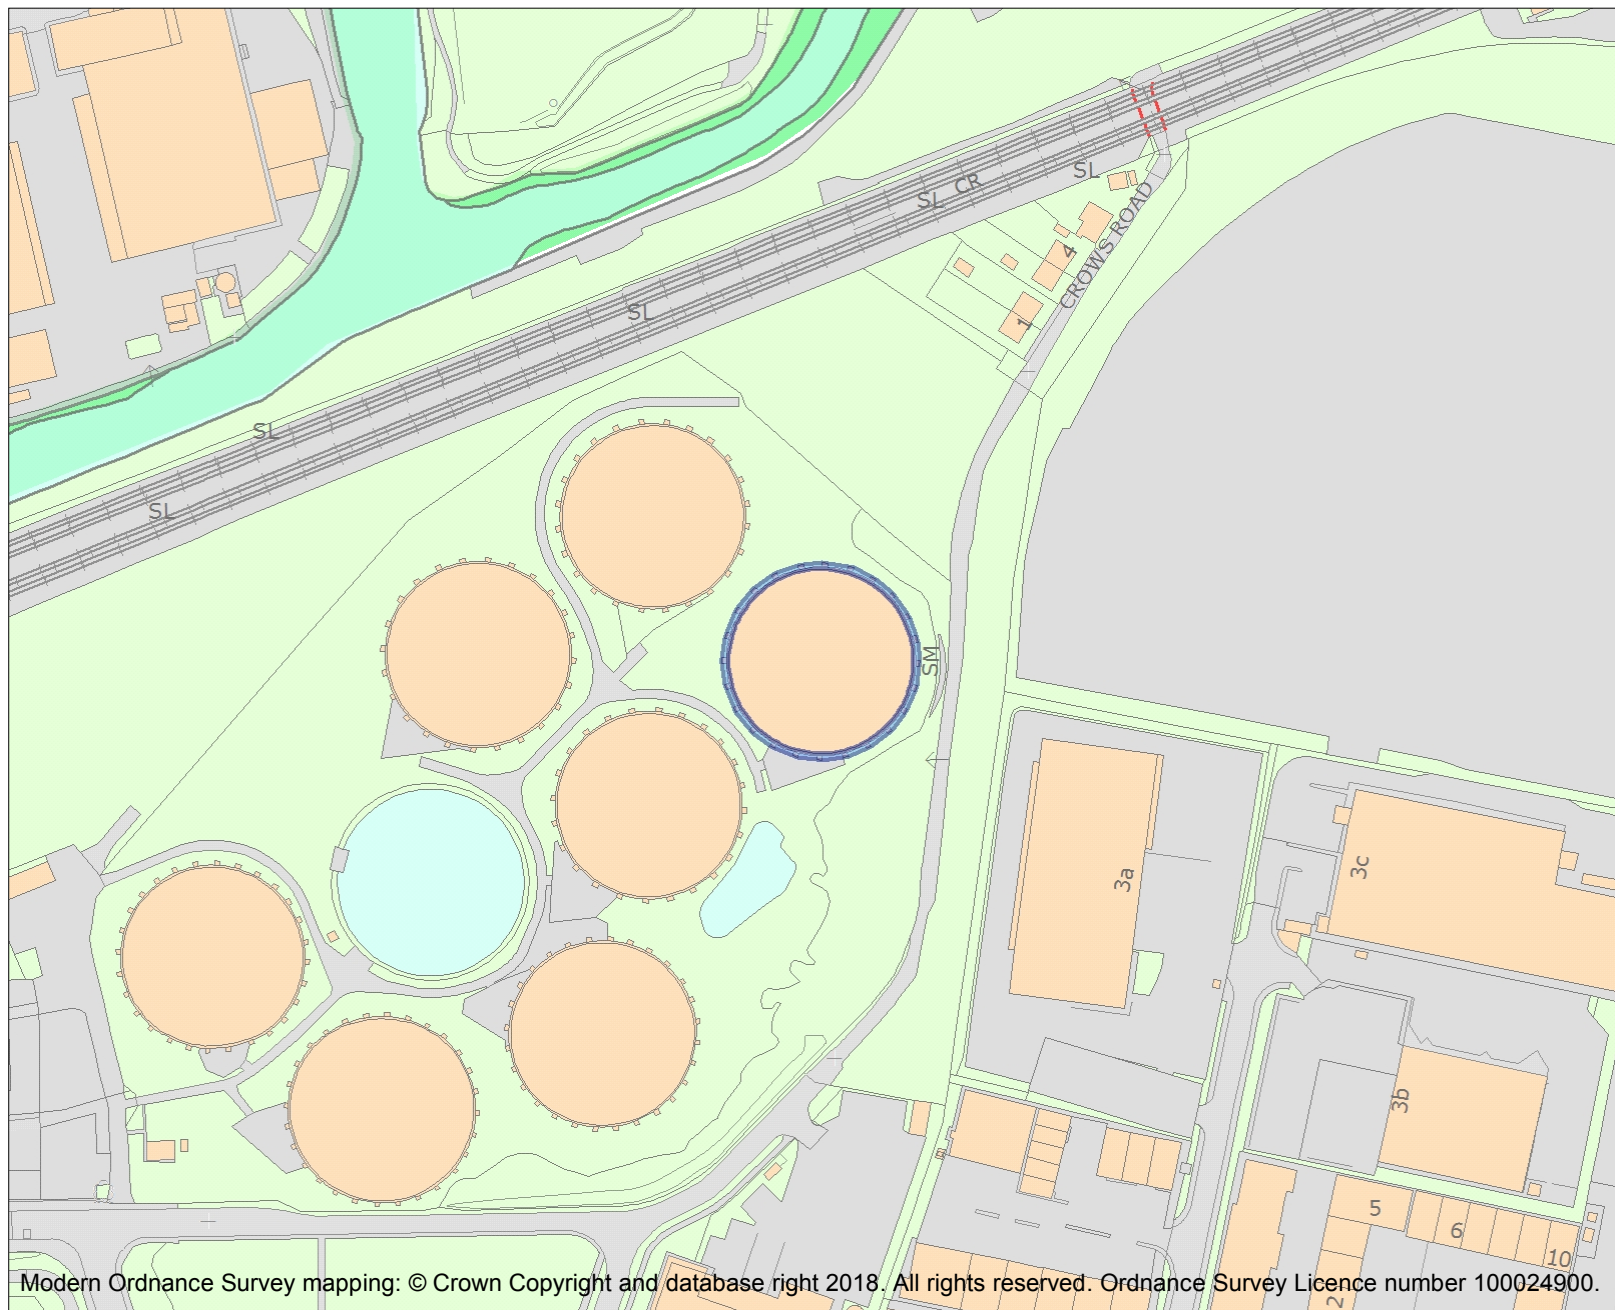 SL
CR
SL
CROWS ROAD
4
SL
1
SL
SL
SM
3a
3c
3b
5
6
10
2
Modern Ordnance Survey mapping: © Crown Copyright and database right 2018. All rights reserved. Ordnance Survey Licence number 100024900.